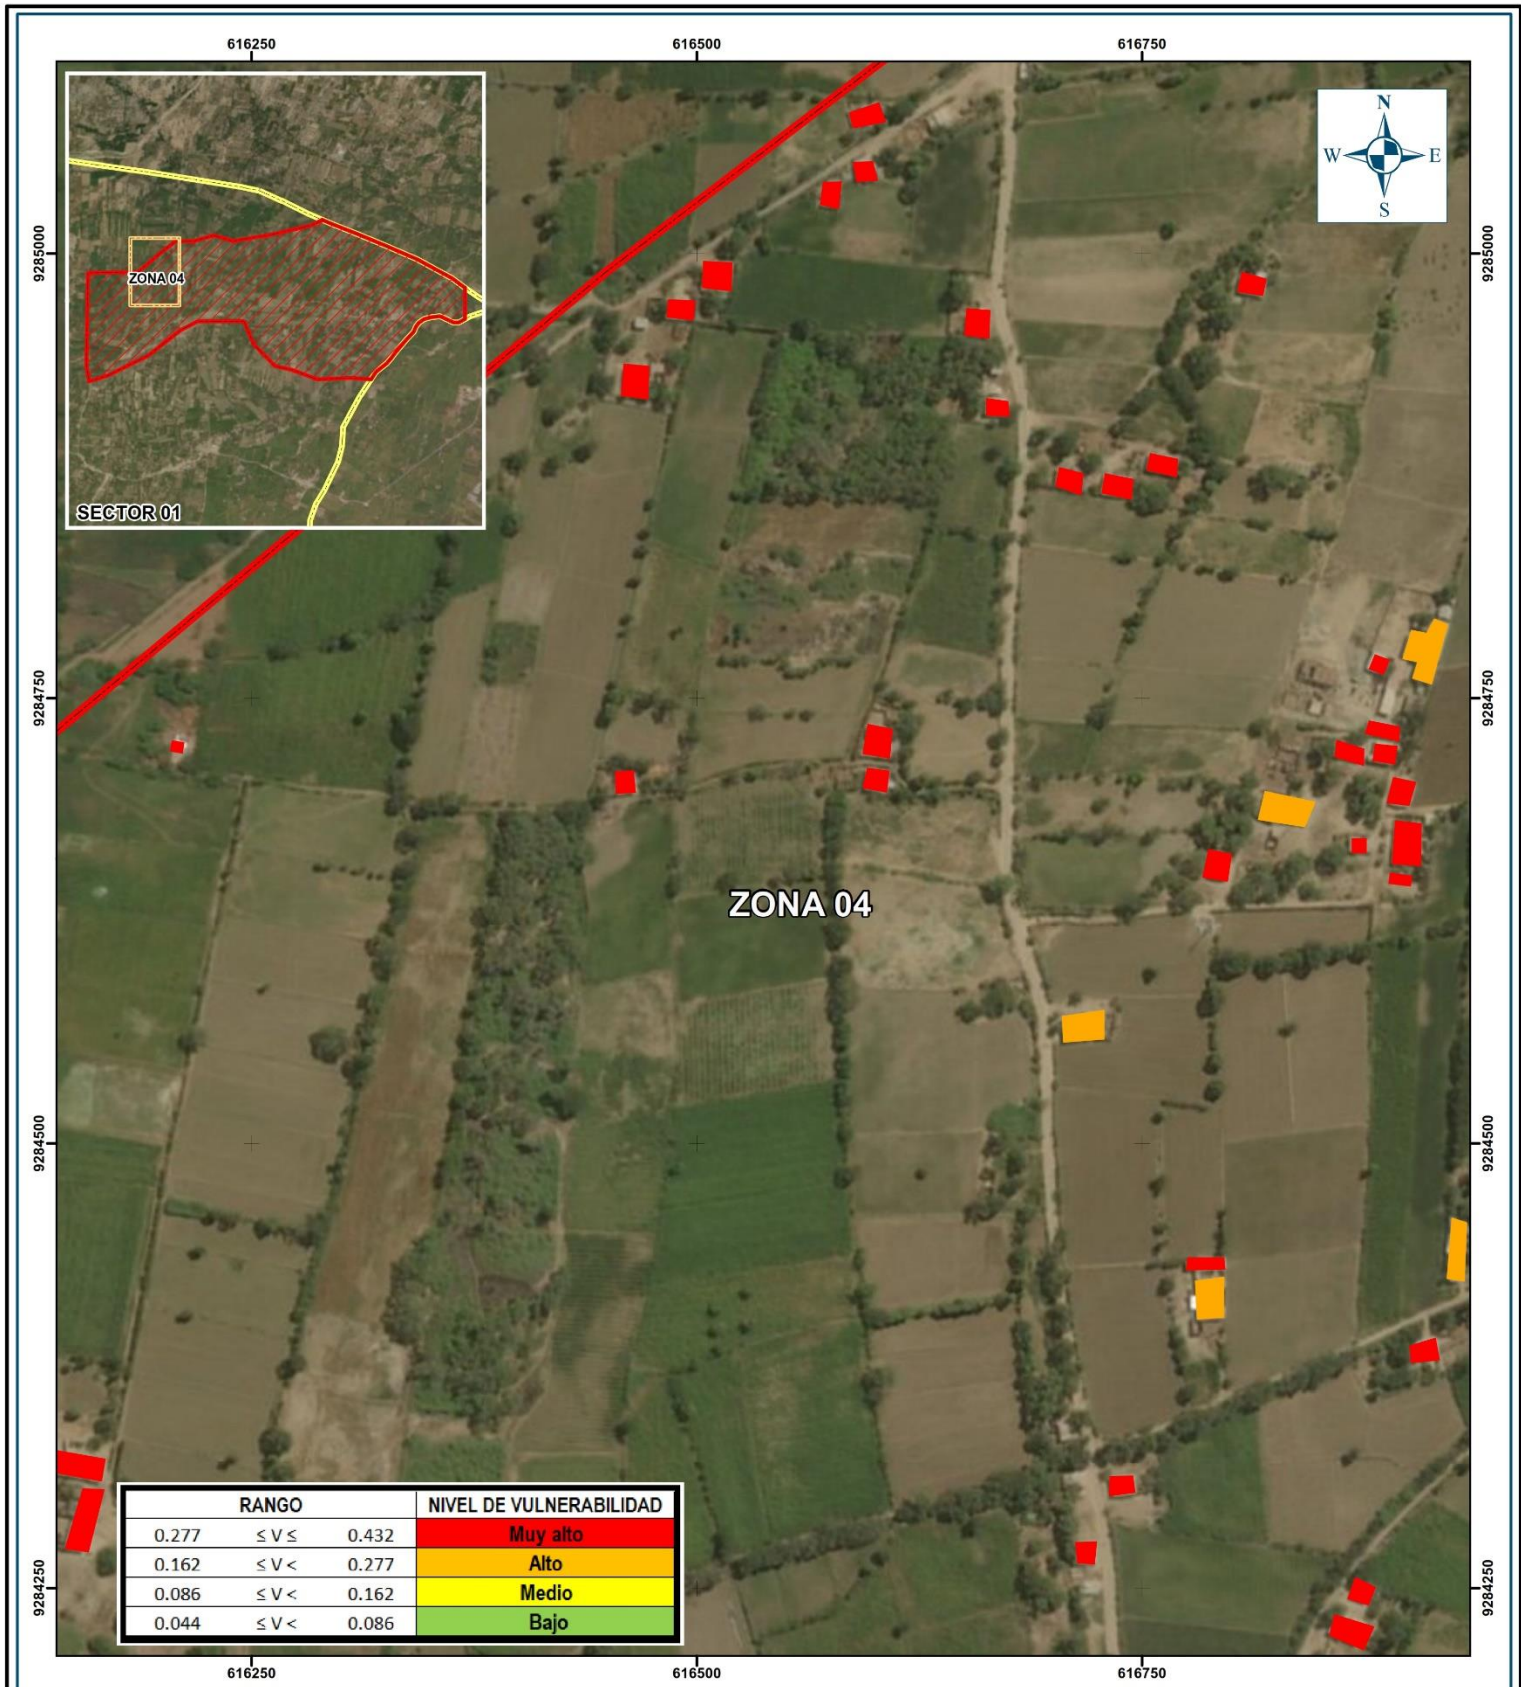 616250
616500
616750
N
W
E
S
9285000
9285000
ZONA 04
SECTOR 01
9284750
9284750
ZONA 04
9284500
9284500
RANGO NIVEL DE VULNERABILIDAD
0.277 ≤ V ≤ 0.432 Muy alto
0.162 ≤ V < 0.277 Alto
0.086 ≤ V < 0.162 Medio
0.044 ≤ V < 0.086 Bajo
9284250
9284250
616250
616500
616750